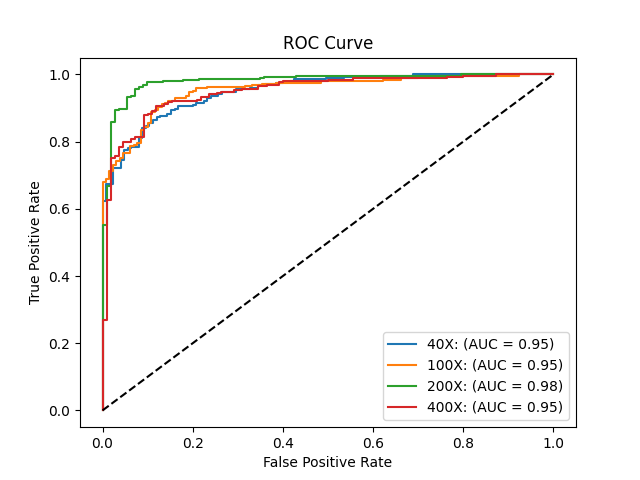 ROC Curve
True Positive Rate
1.0
0.8
0.6
0.4
0.2
0.0
0.0 0.2 0.4 0.6 0.8 1.0
False Positive Rate
40X: (AUC = 0.95)
100X: (AUC = 0.95)
200X: (AUC = 0.98)
400X: (AUC = 0.95)